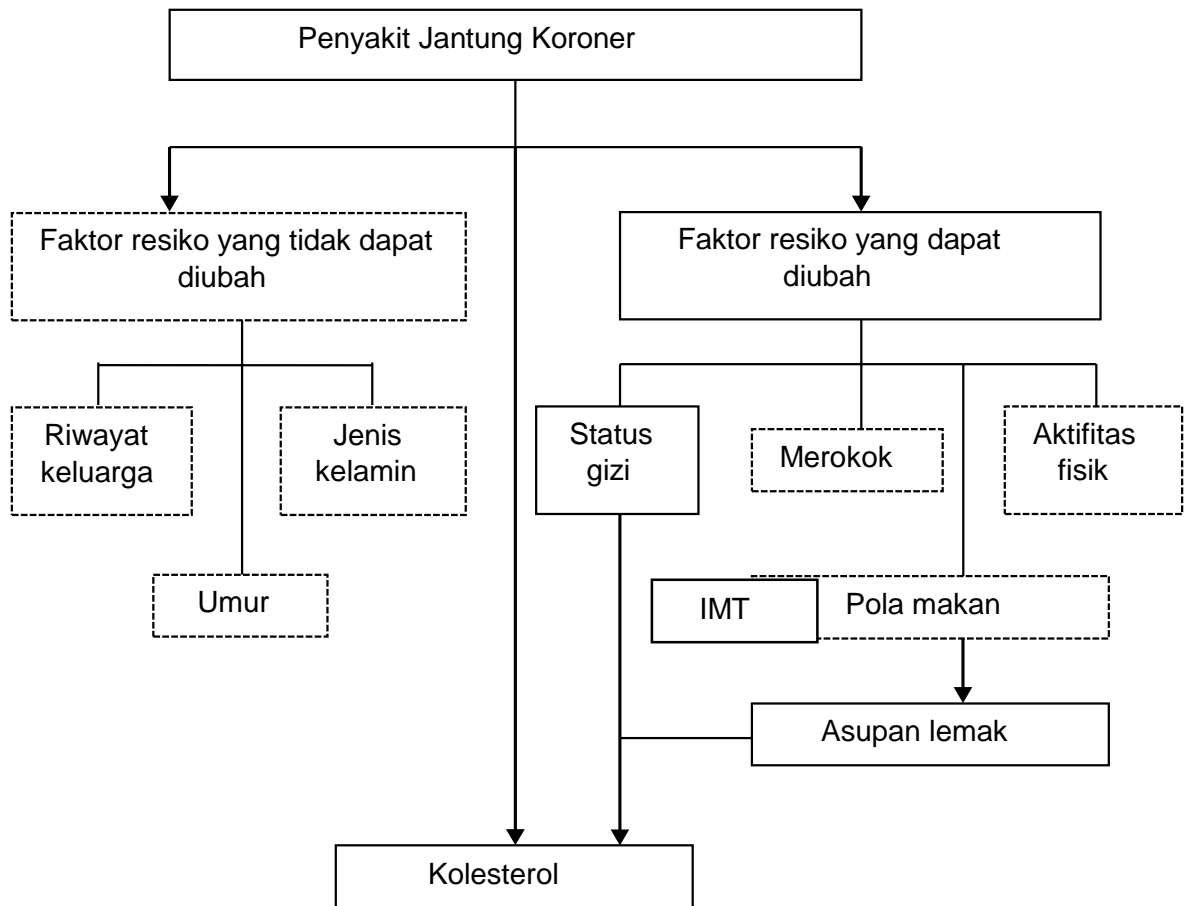 Penyakit Jantung Koroner
Faktor resiko yang tidak dapat
diubah
Faktor resiko yang dapat
diubah
Riwayat
keluarga
Jenis
kelamin
Status
gizi
Merokok
Aktifitas
fisik
Umur
IMT
Pola makan
Asupan lemak
Kolesterol